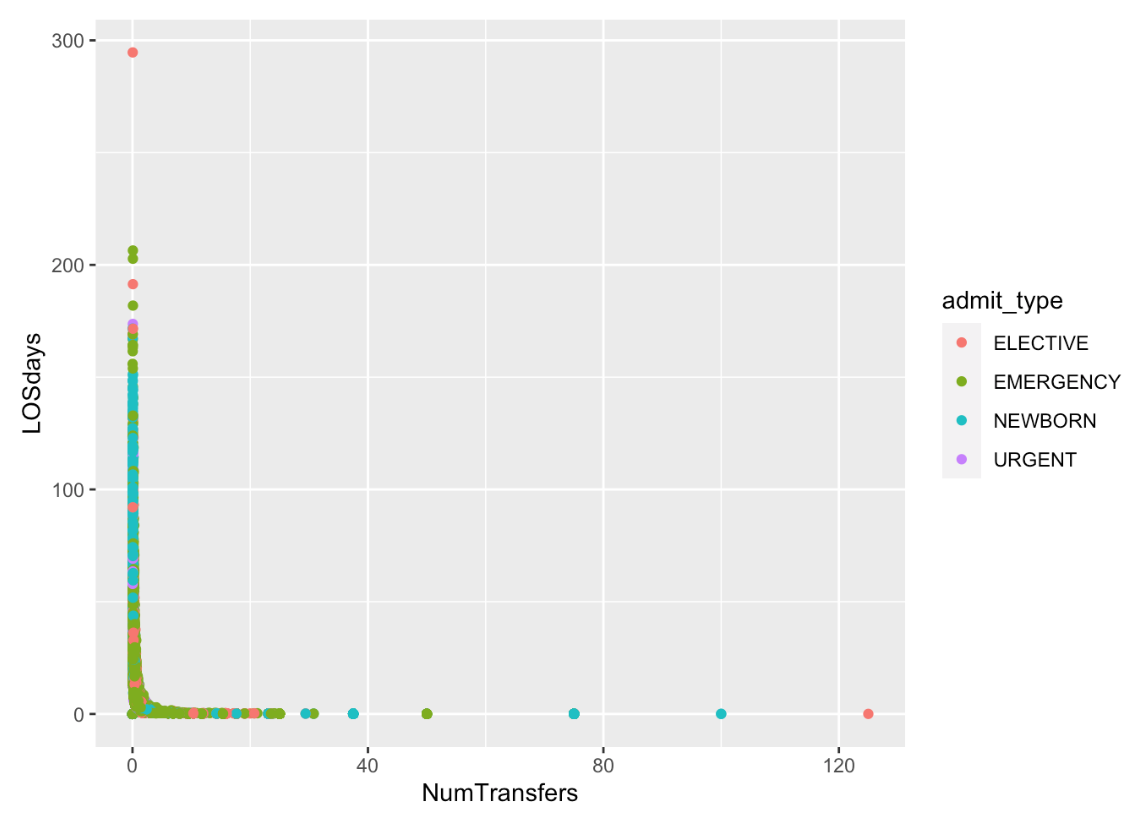 300
200
100
0
LOSdays
0 40 80 120
NumTransfers
admit_type
ELECTIVE
EMERGENCY
NEWBORN
URGENT